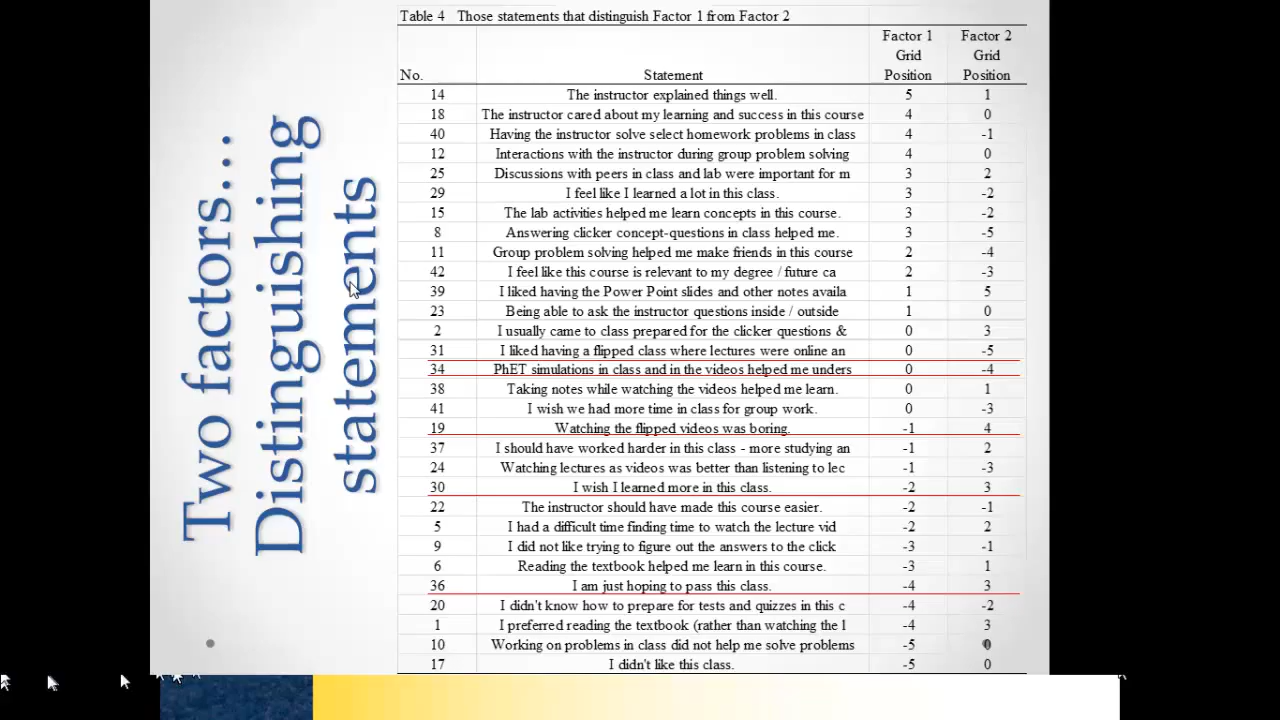 Two factors…
Distinguishing
statements
Table 4 Those statements that distinguish Factor 1 from Factor 2
No. Statement Factor 1 Grid Position Factor 2 Grid Position
14 The instructor explained things well. 5 1
18 The instructor cared about my learning and success in this course 4 0
40 Having the instructor solve select homework problems in class 4 -1
12 Interactions with the instructor during group problem solving 4 0
25 Discussions with peers in class and lab were important for m 3 2
29 I feel like I learned a lot in this class. 3 -2
15 The lab activities helped me learn concepts in this course. 3 -2
8 Answering clicker concept-questions in class helped me. 3 -5
11 Group problem solving helped me make friends in this course 2 -4
42 I feel like this course is relevant to my degree / future ca 2 -3
39 I liked having the Power Point slides and other notes availa 1 5
23 Being able to ask the instructor questions inside / outside 1 0
2 I usually came to class prepared for the clicker questions & 0 3
31 I liked having a flipped class where lectures were online an 0 -5
34 PhET simulations in class and in the videos helped me unders 0 -4
38 Taking notes while watching the videos helped me learn. 0 1
41 I wish we had more time in class for group work. 0 -3
19 Watching the flipped videos was boring. -1 4
37 I should have worked harder in this class - more studying an -1 2
24 Watching lectures as videos was better than listening to lec -1 -3
30 I wish I learned more in this class. -2 3
22 The instructor should have made this course easier. -2 -1
5 I had a difficult time finding time to watch the lecture vid -2 2
9 I did not like trying to figure out the answers to the click -3 -1
6 Reading the textbook helped me learn in this course. -3 1
36 I am just hoping to pass this class. -4 3
20 I didn't know how to prepare for tests and quizzes in this c -4 -2
1 I preferred reading the textbook (rather than watching the l -4 3
10 Working on problems in class did not help me solve problems -5 0
17 I didn't like this class. -5 0